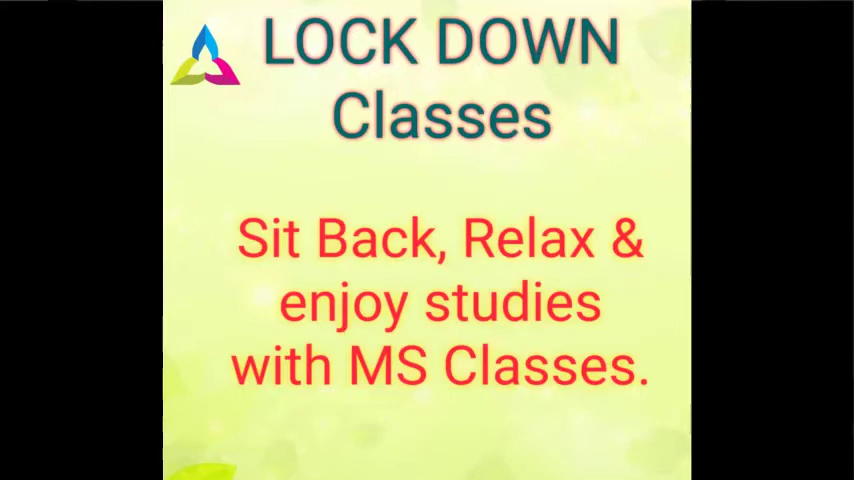 LOCK DOWN
Classes
Sit Back, Relax &
enjoy studies
with MS Classes.